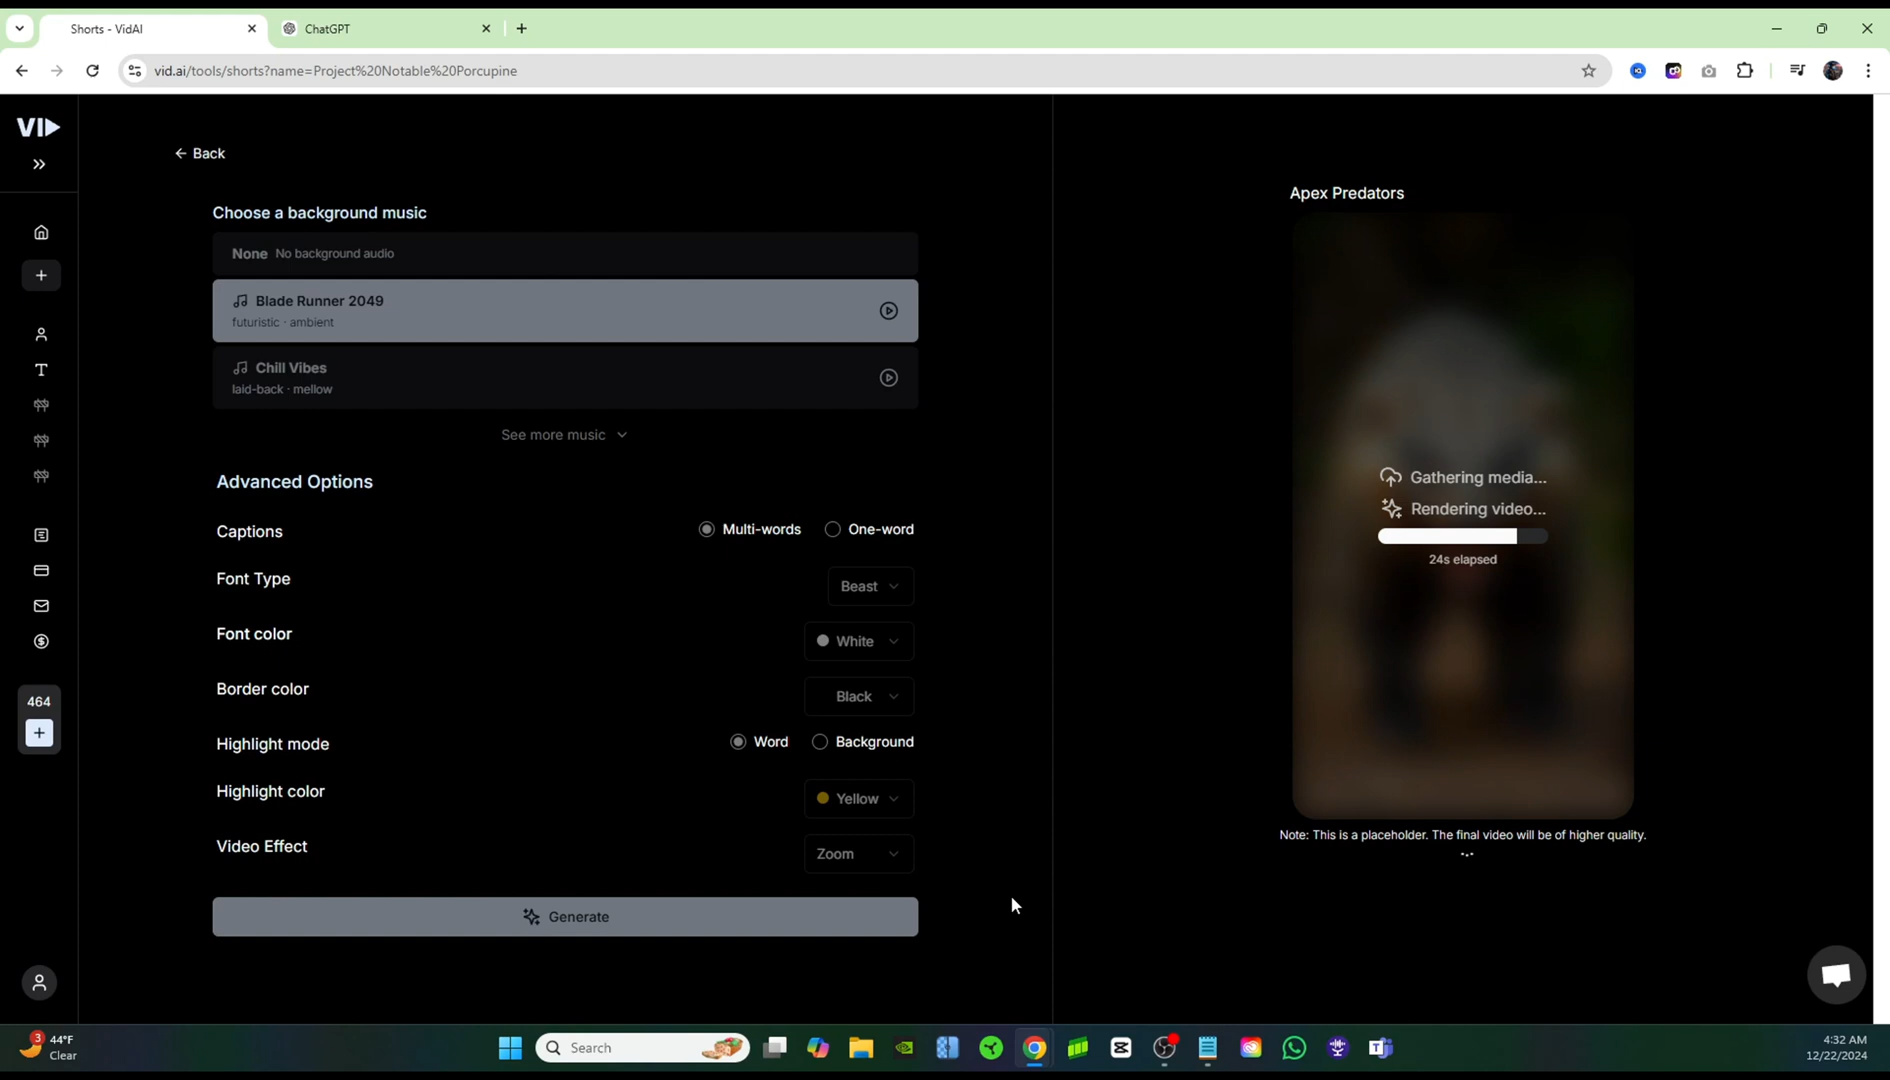 Shorts - VidAI
ChatGPT
vid.ai/tools/shorts?name=Project%20Notable%20Porcupine
VID
Back
Choose a background music
None No background audio
Blade Runner 2049
futuristic · ambient
Chill Vibes
laid-back · mellow
See more music
Advanced Options
Captions
Multi-words
One-word
Font Type
Beast
Font color
White
Border color
Black
Highlight mode
Word
Background
Highlight color
Yellow
Video Effect
Zoom
Generate
464
Apex Predators
Gathering media...
Rendering video...
24s elapsed
Note: This is a placeholder. The final video will be of higher quality.
3
44°F
Clear
Search
4:32 AM
12/22/2024